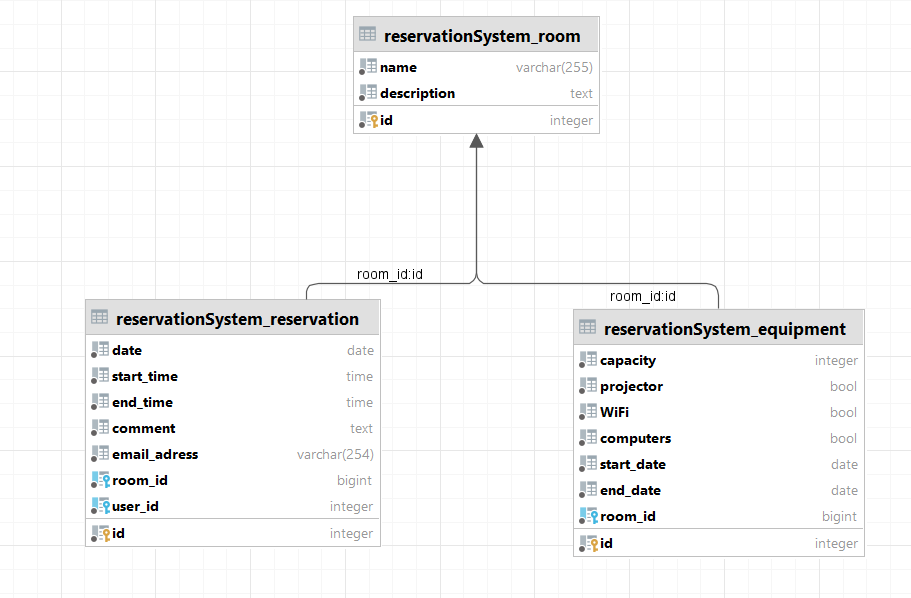 reservationSystem_room
name varchar(255)
description text
id integer
room_id:id
room_id:id
reservationSystem_reservation
date date
start_time time
end_time time
comment text
email_adress varchar(254)
room_id bigint
user_id integer
id integer
reservationSystem_equipment
capacity integer
projector bool
WiFi bool
computers bool
start_date date
end_date date
room_id bigint
id integer